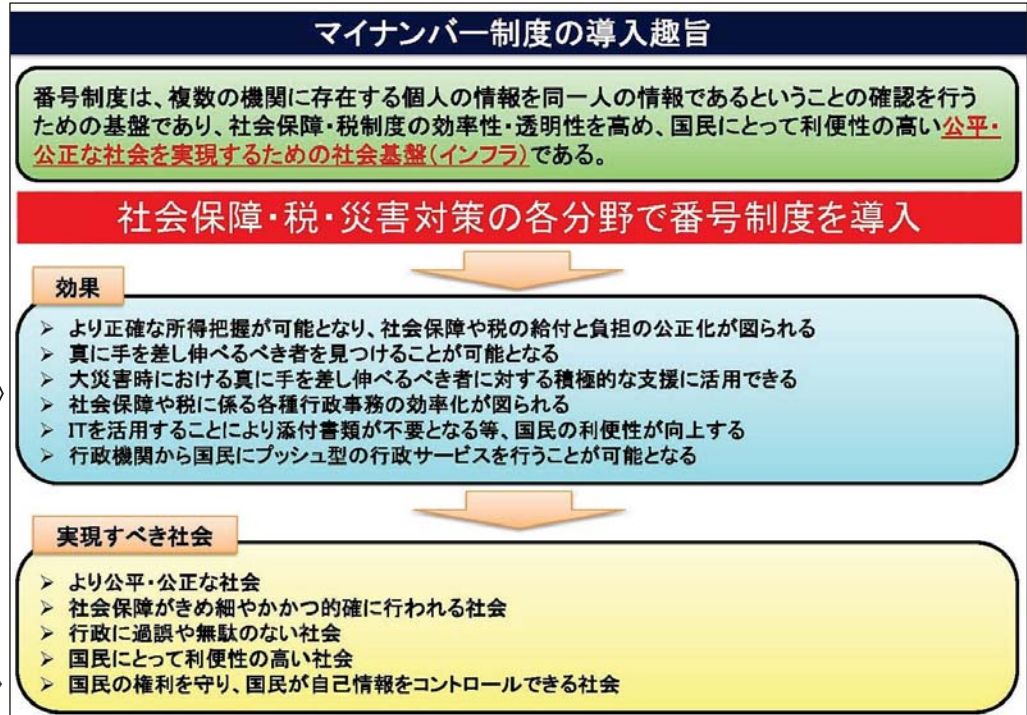 マイナンバー制度の導入趣旨
番号制度は、複数の機関に存在する個人の情報を同一人の情報であるということの確認を行う
ための基盤であり、社会保障・税制度の効率性・透明性を高め、国民にとって利便性の高い公平・
公正な社会を実現するための社会基盤(インフラ)である。
社会保障・税・災害対策の各分野で番号制度を導入
効果
➢ より正確な所得把握が可能となり、社会保障や税の給付と負担の公正化が図られる
➢ 真に手を差し伸べるべき者を見つけることが可能となる
➢ 大災害時における真に手を差し伸べるべき者に対する積極的な支援に活用できる
➢ 社会保障や税に係る各種行政事務の効率化が図られる
➢ ITを活用することにより添付書類が不要となる等、国民の利便性が向上する
➢ 行政機関から国民にプッシュ型の行政サービスを行うことが可能となる
実現すべき社会
➢ より公平・公正な社会
➢ 社会保障がきめ細やかかつ的確に行われる社会
➢ 行政に過誤や無駄のない社会
➢ 国民にとって利便性の高い社会
➢ 国民の権利を守り、国民が自己情報をコントロールできる社会